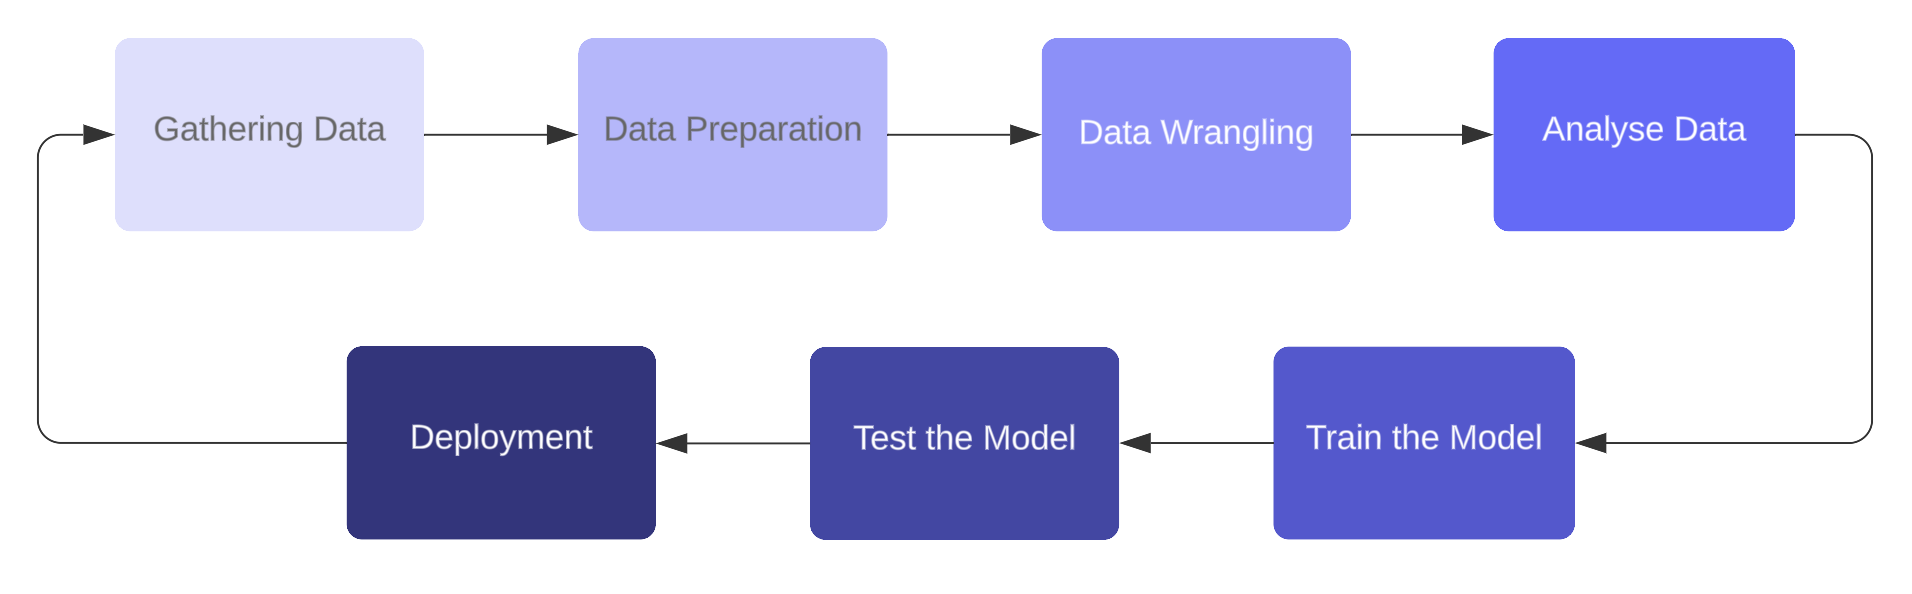 Gathering Data
Data Preparation
Data Wrangling
Analyse Data
Train the Model
Test the Model
Deployment